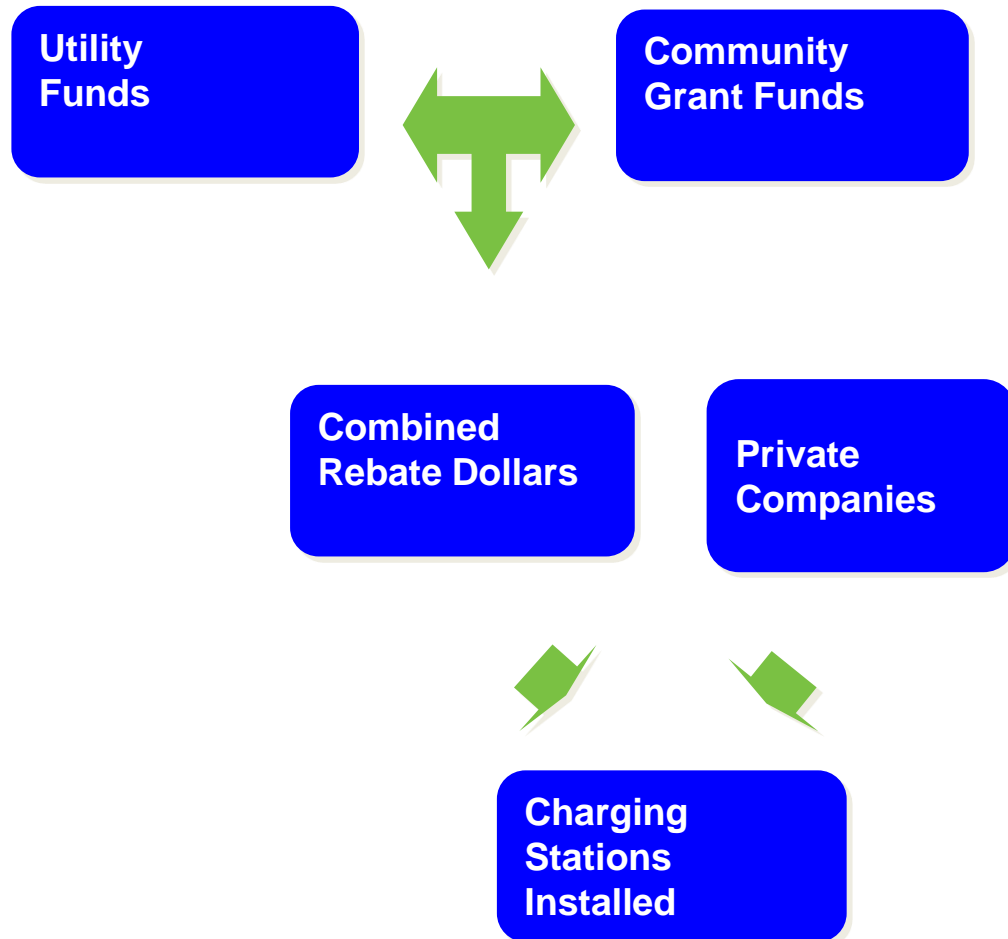 Utility
Funds
Community
Grant Funds
Combined
Rebate Dollars
Private
Companies
Charging
Stations
Installed